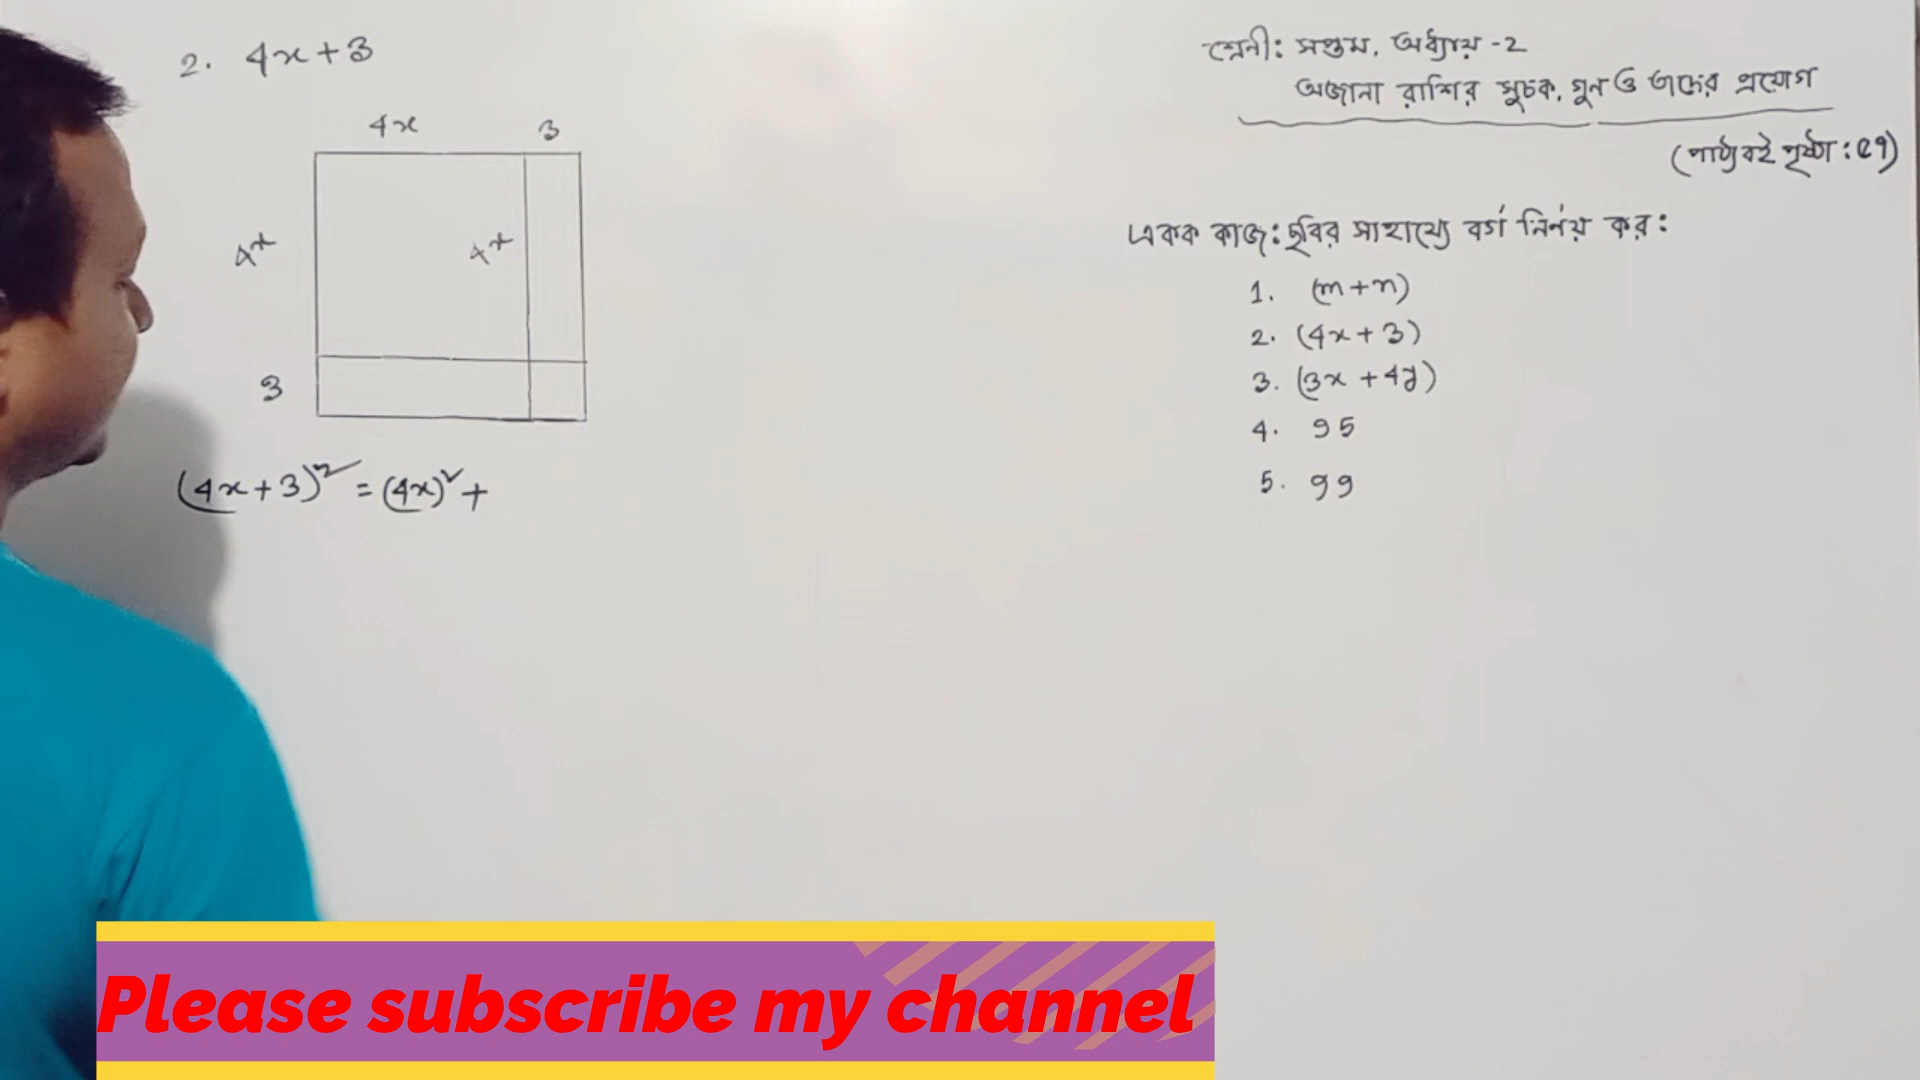 2. 4x+3
4x 3
4x 4x
3
(4x+3)² = (4x)² +
শ্রেনী: সপ্তম, অধ্যায় -2
অজানা রাশির সূচক, গুন ও তাদের প্রয়োগ
(পাঠ্যবই পৃষ্ঠা: ৫৭)
একক কাজ: ছবির সাহায্যে বর্গ নির্ণয় কর:
1. (m+n)
2. (4x+3)
3. (3x+4y)
4. 95
5. 99
Please subscribe my channel